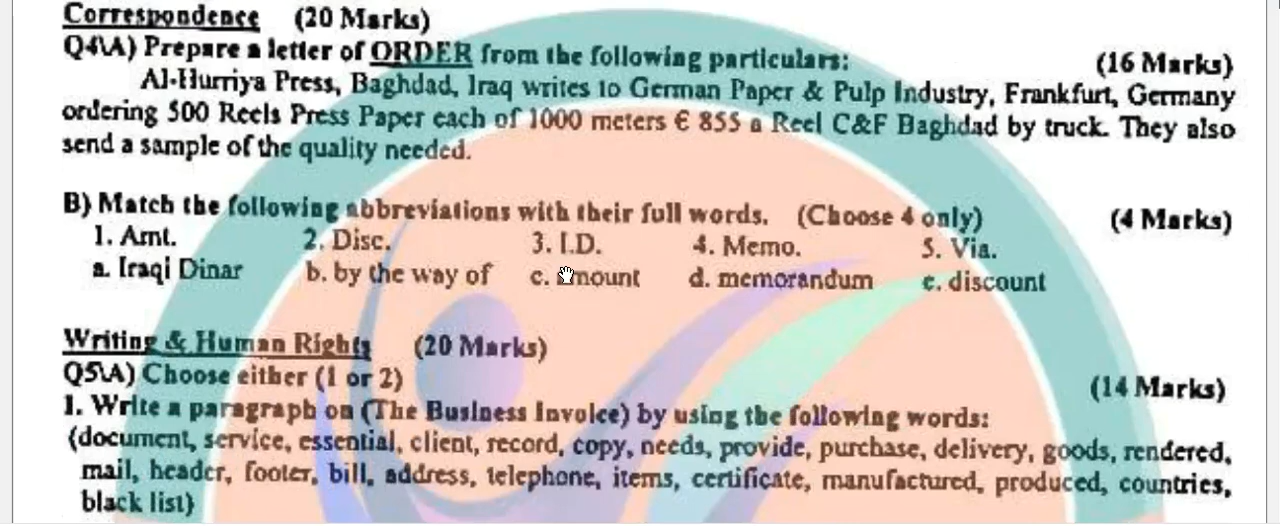 Correspondence (20 Marks)
Q4\A) Prepare a letter of ORDER from the following particulars: (16 Marks)
Al-Hurriya Press, Baghdad, Iraq writes to German Paper & Pulp Industry, Frankfurt, Germany
ordering 500 Reels Press Paper each of 1000 meters € 855 a Reel C&F Baghdad by truck. They also
send a sample of the quality needed.
B) Match the following abbreviations with their full words. (Choose 4 only) (4 Marks)
1. Amt. 2. Disc. 3. I.D. 4. Memo. 5. Via.
a. Iraqi Dinar b. by the way of c. amount d. memorandum e. discount
Writing & Human Rights (20 Marks)
Q5\A) Choose either (1 or 2) (14 Marks)
1. Write a paragraph on (The Business Invoice) by using the following words:
(document, service, essential, client, record, copy, needs, provide, purchase, delivery, goods, rendered,
mail, header, footer, bill, address, telephone, items, certificate, manufactured, produced, countries,
black list)